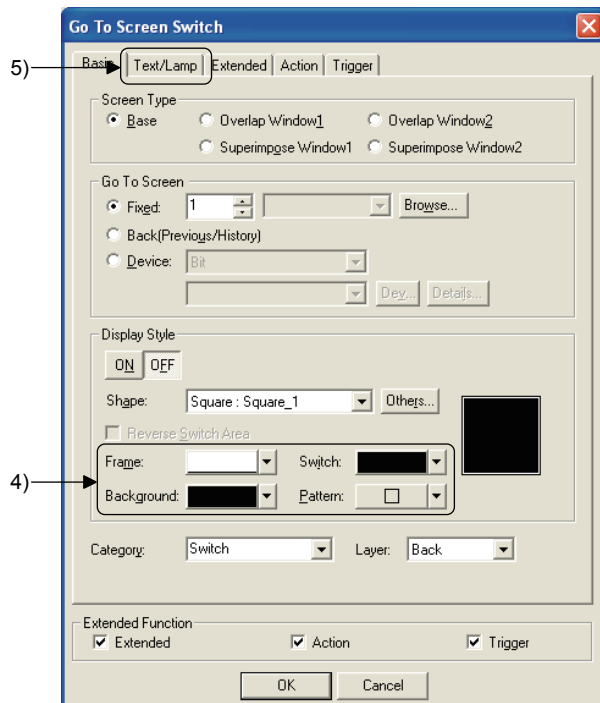 Go To Screen Switch
5)
Basic Text/Lamp Extended Action Trigger
Screen Type
Base Overlap Window1 Overlap Window2
Superimpose Window1 Superimpose Window2
Go To Screen
Fixed: 1 Browse...
Back(Previous/History)
Device: Bit
Dev... Details...
Display Style
ON OFF
Shape: Square : Square_1 Others...
Reverse Switch Area
4)
Frame: Switch:
Background: Pattern:
Category: Switch Layer: Back
Extended Function
Extended Action Trigger
OK Cancel